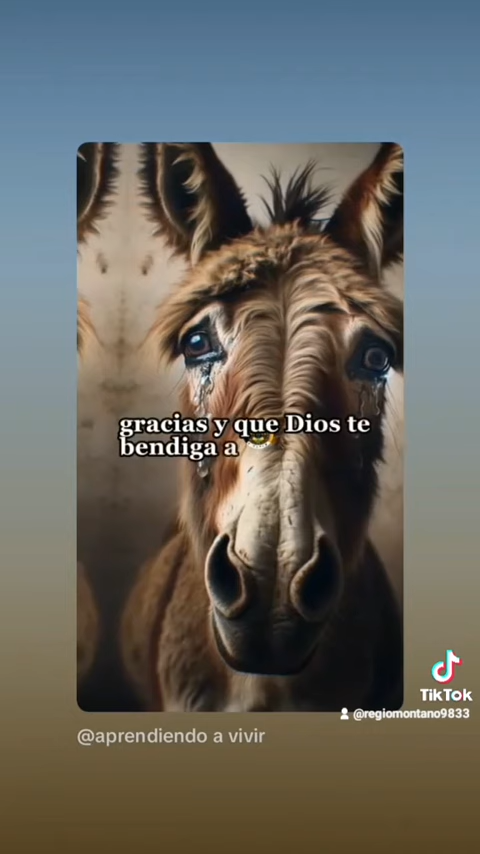 gracias y que Dios te
bendiga a
TikTok
@regiomontano9833
@aprendiendo a vivir